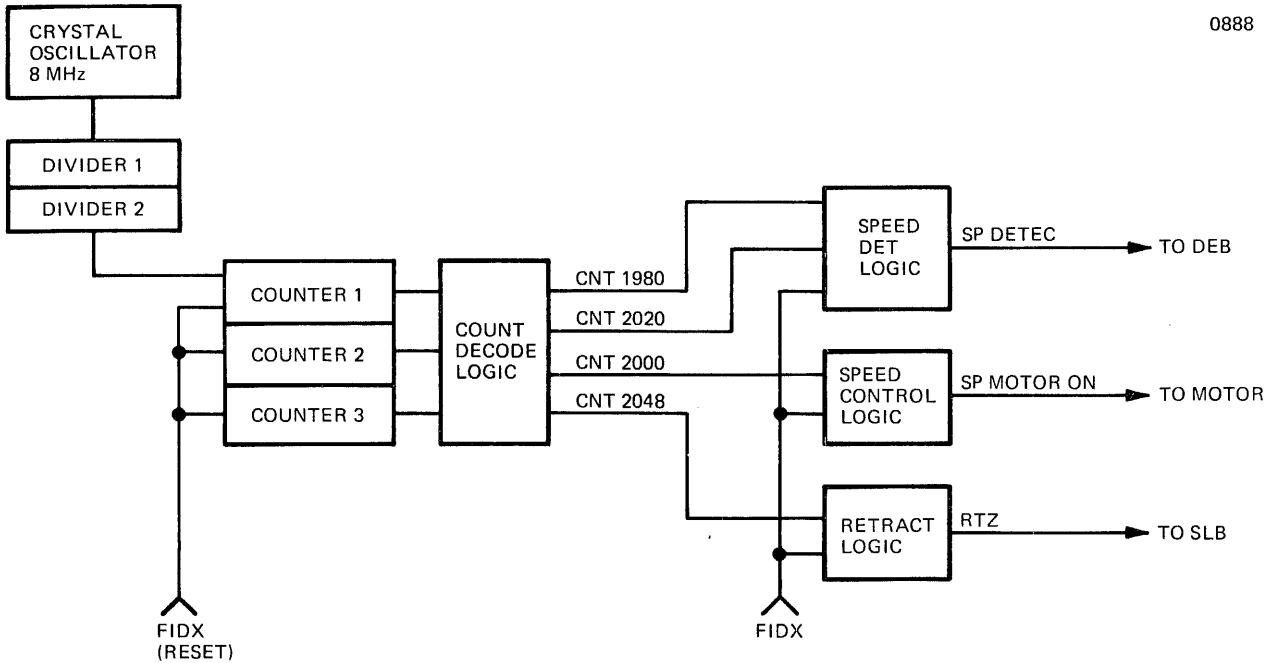 0888
CRYSTAL
OSCILLATOR
8 MHz
DIVIDER 1
DIVIDER 2
COUNTER 1
COUNTER 2
COUNTER 3
FIDX
(RESET)
COUNT
DECODE
LOGIC
CNT 1980
CNT 2020
CNT 2000
CNT 2048
SPEED
DET
LOGIC
SP DETEC
TO DEB
SPEED
CONTROL
LOGIC
SP MOTOR ON
TO MOTOR
RETRACT
LOGIC
RTZ
TO SLB
FIDX